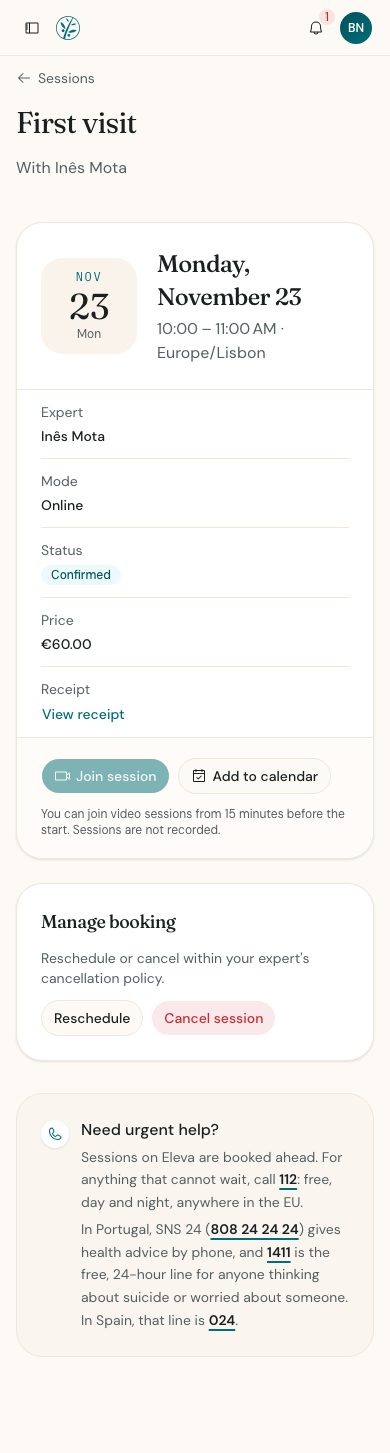 1
BN
Sessions
First visit
With Inês Mota
NOV
23
Mon
Monday,
November 23
10:00 – 11:00 AM ·
Europe/Lisbon
Expert
Inês Mota
Mode
Online
Status
Confirmed
Price
€60.00
Receipt
View receipt
Join session
Add to calendar
You can join video sessions from 15 minutes before the
start. Sessions are not recorded.
Manage booking
Reschedule or cancel within your expert's
cancellation policy.
Reschedule
Cancel session
Need urgent help?
Sessions on Eleva are booked ahead. For
anything that cannot wait, call 112: free,
day and night, anywhere in the EU.
In Portugal, SNS 24 (808 24 24 24) gives
health advice by phone, and 1411 is the
free, 24-hour line for anyone thinking
about suicide or worried about someone.
In Spain, that line is 024.